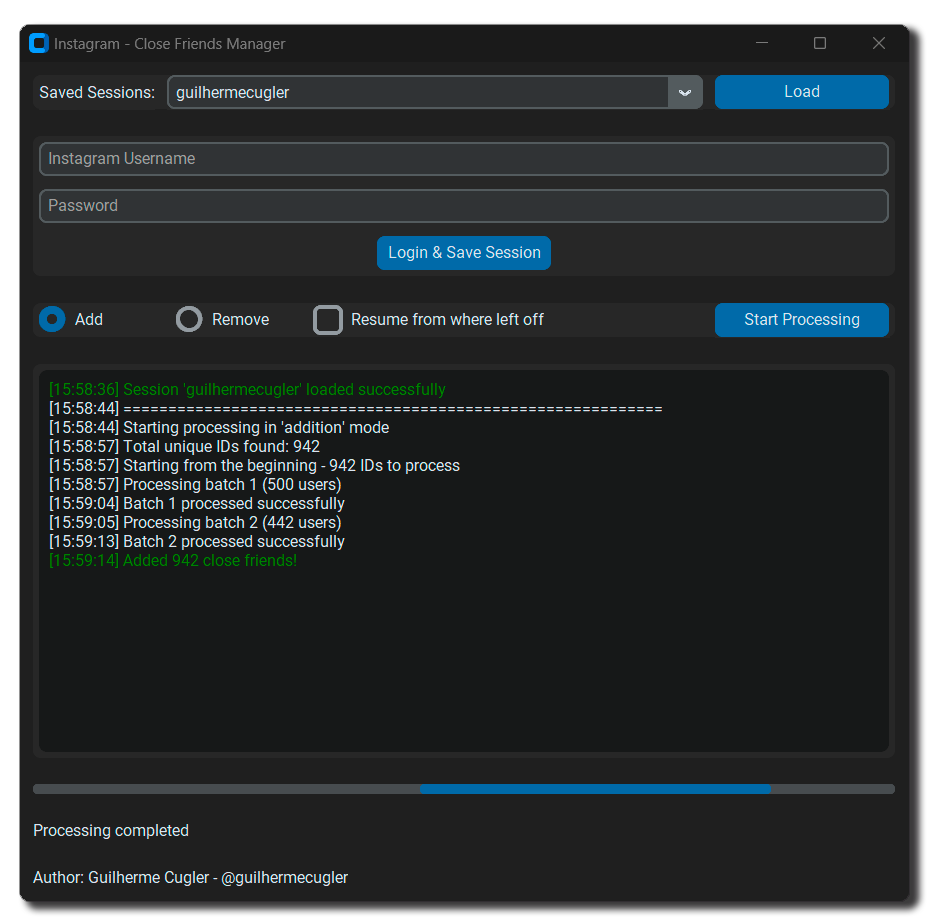 Instagram - Close Friends Manager
Saved Sessions: guilhermecugler Load
Instagram Username
Password
Login & Save Session
Add Remove Resume from where left off Start Processing
[15:58:36] Session 'guilhermecugler' loaded successfully
[15:58:44] ============================================================
[15:58:44] Starting processing in 'addition' mode
[15:58:57] Total unique IDs found: 942
[15:58:57] Starting from the beginning - 942 IDs to process
[15:58:57] Processing batch 1 (500 users)
[15:59:04] Batch 1 processed successfully
[15:59:05] Processing batch 2 (442 users)
[15:59:13] Batch 2 processed successfully
[15:59:14] Added 942 close friends!
Processing completed
Author: Guilherme Cugler - @guilhermecugler